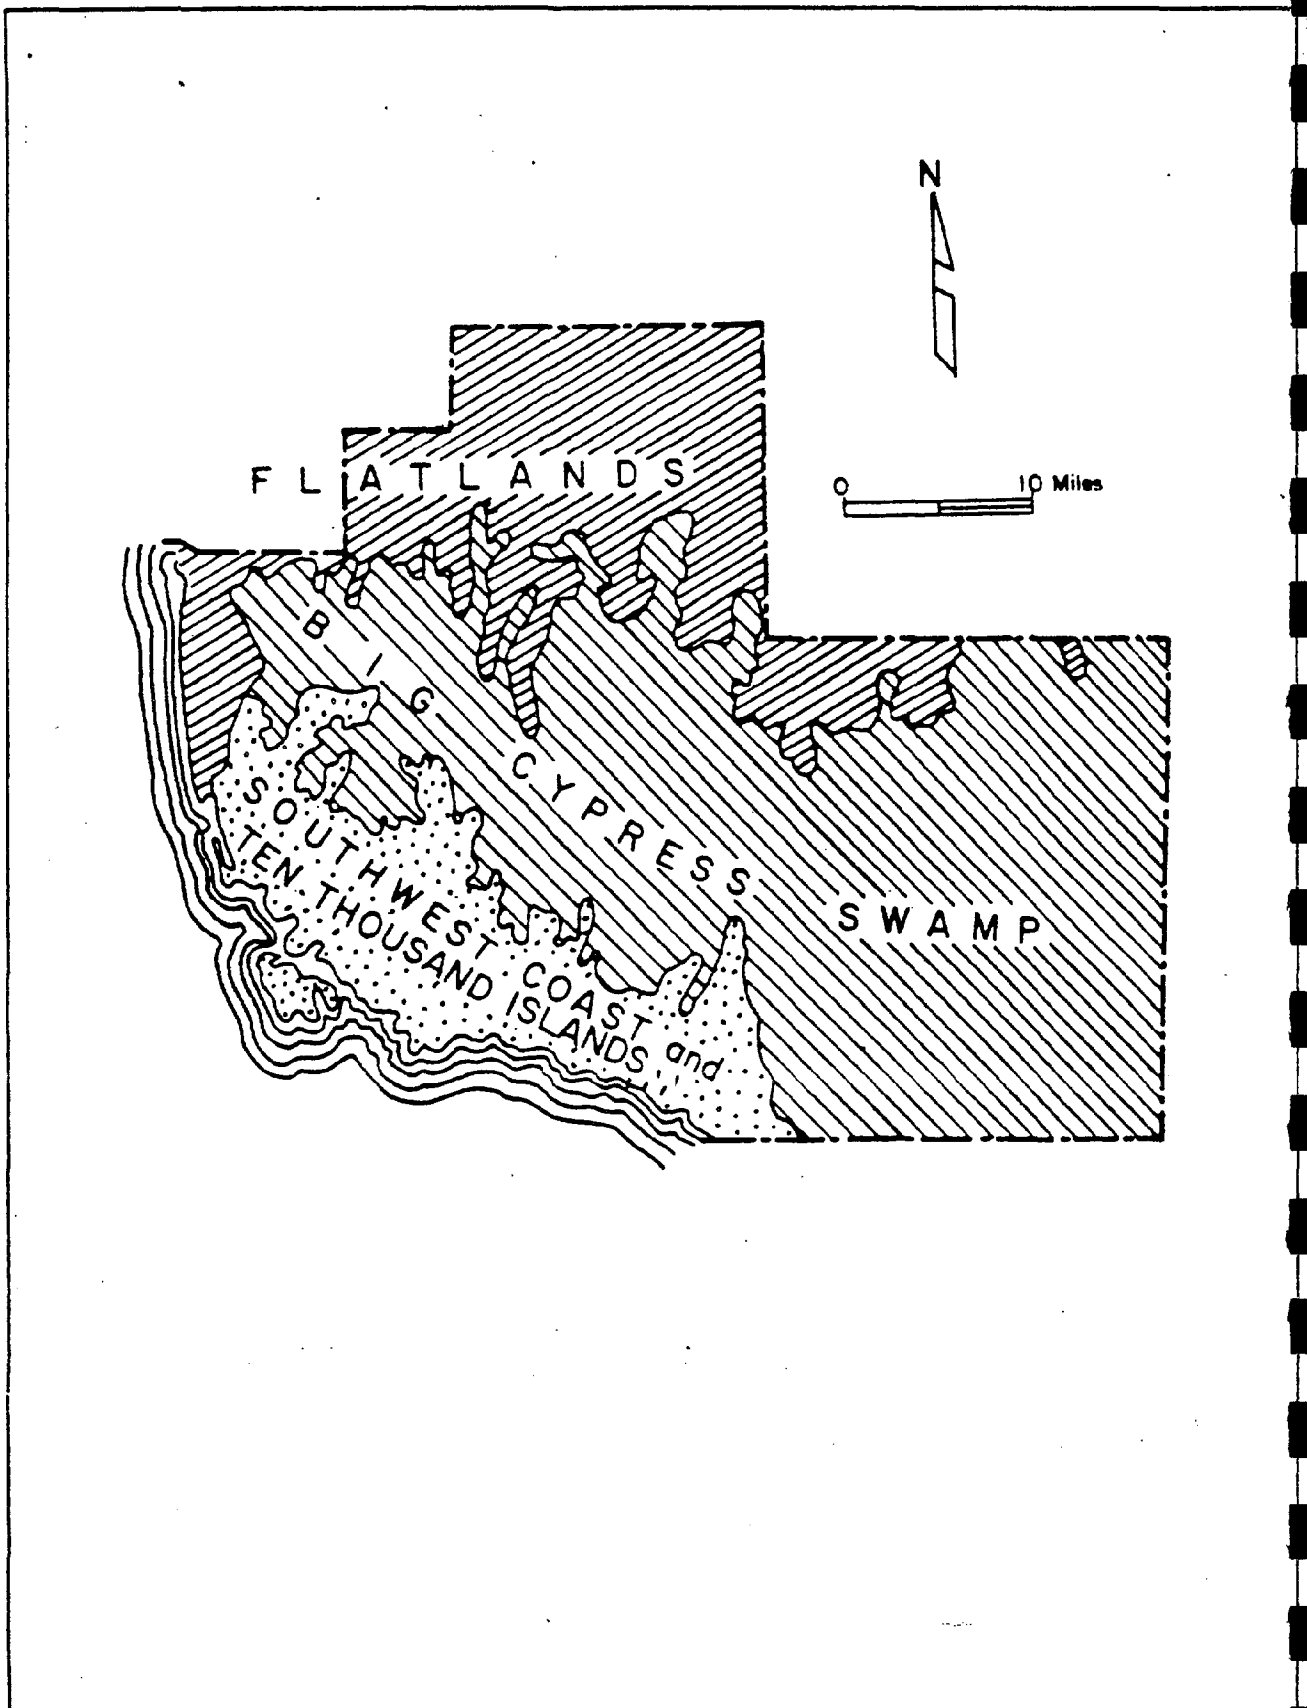 N
0 10 Miles
FLATLANDS
BIG CYPRESS SWAMP
SOUTHWEST COAST and
TEN THOUSAND ISLANDS